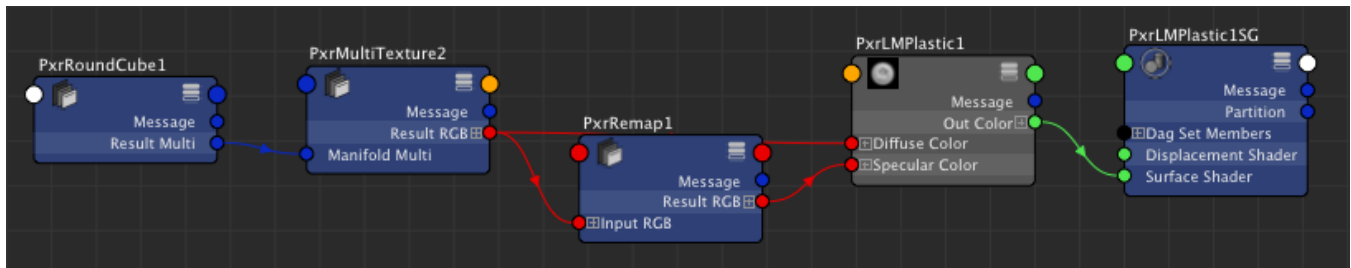 PxrRoundCube1
Message
Result Multi
PxrMultiTexture2
Message
Result RGB
Manifold Multi
PxrRemap1
Message
Result RGB
Input RGB
PxrLMPlastic1
Message
Out Color
Diffuse Color
Specular Color
PxrLMPlastic1SG
Message
Partition
Dag Set Members
Displacement Shader
Surface Shader